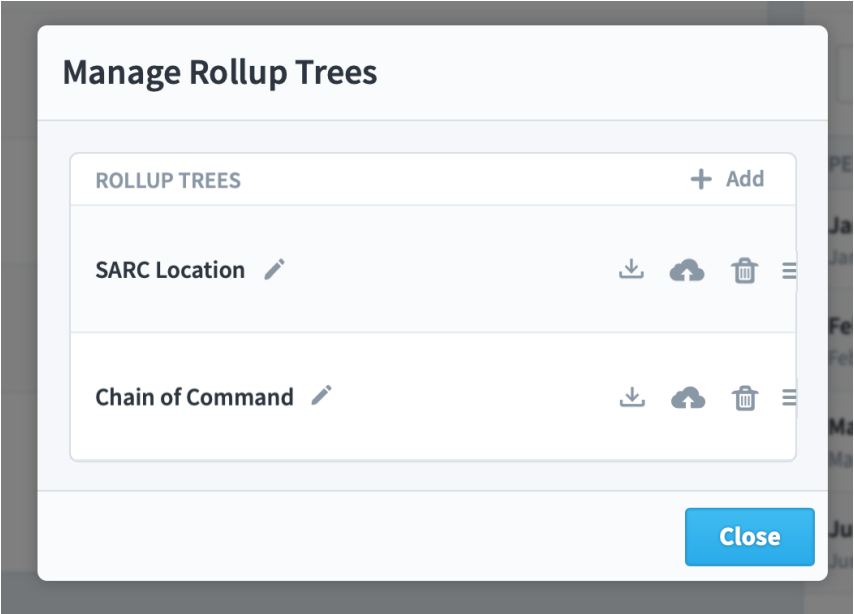 Manage Rollup Trees
ROLLUP TREES
Add
SARC Location
Chain of Command
Close